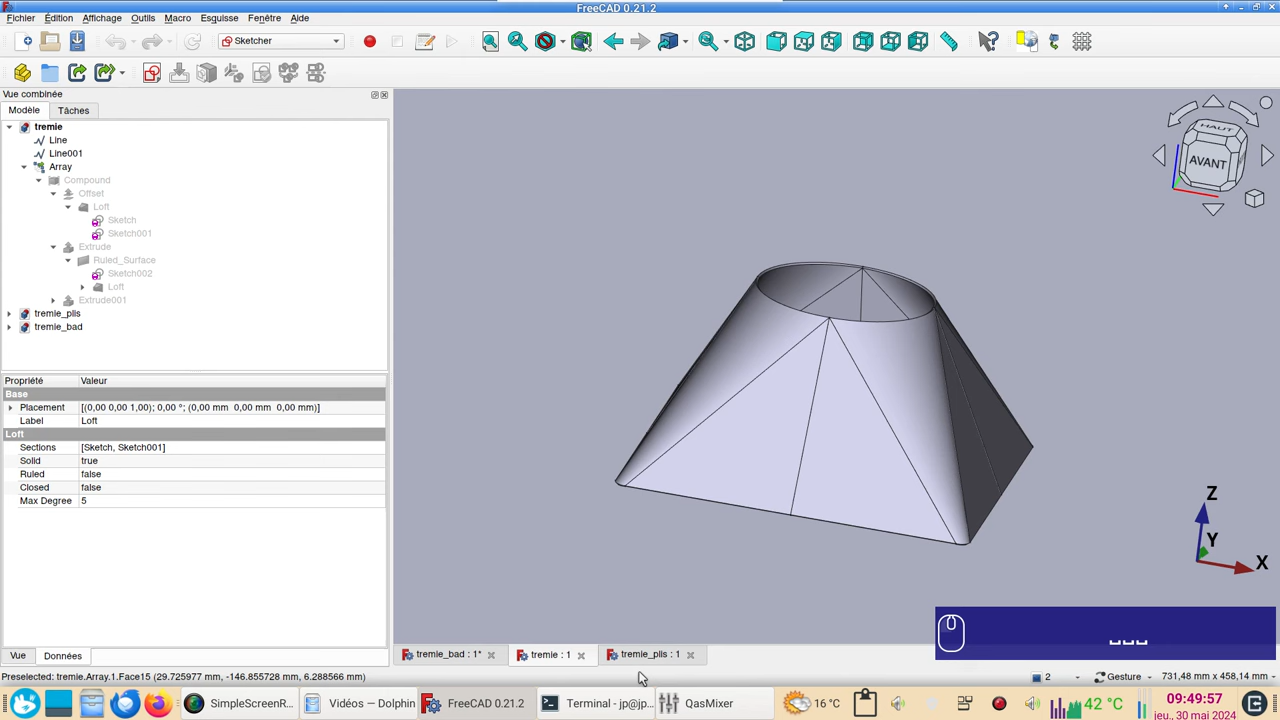 FreeCAD 0.21.2
Fichier Édition Affichage Outils Macro Esquisse Fenêtre Aide
Sketcher
Vue combinée
Modèle Tâches
tremie
Line
Line001
Array
Compound
Offset
Loft
Sketch
Sketch001
Extrude
Ruled_Surface
Sketch002
Loft
Extrude001
tremie_plis
tremie_bad
Propriété Valeur
Base
Placement [(0,00 0,00 1,00); 0,00 °; (0,00 mm 0,00 mm 0,00 mm)]
Label Loft
Loft
Sections [Sketch, Sketch001]
Solid true
Ruled false
Closed false
Max Degree 5
HAUT
AVANT
Z
Y
X
Vue Données
tremie_bad : 1* tremie : 1 tremie_plis : 1
Preselected: tremie.Array.1.Face15 (29.725977 mm, -146.855728 mm, 6.288566 mm)
2 Gesture 731,48 mm x 458,14 mm
SimpleScreenR... Vidéos — Dolphin FreeCAD 0.21.2 Terminal - jp@jp... QasMixer 16 °C 42 °C 09:49:57
jeu., 30 mai 2024